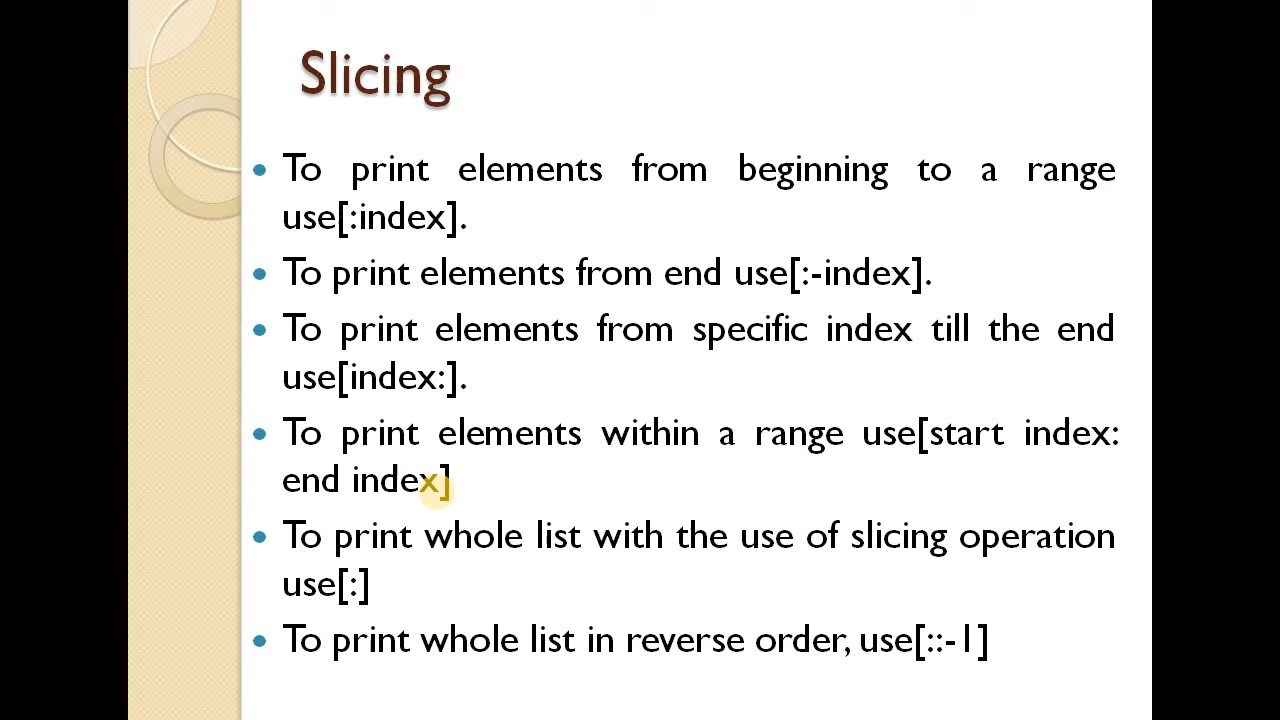 Slicing
To print elements from beginning to a range
use[:index].
To print elements from end use[:-index].
To print elements from specific index till the end
use[index:].
To print elements within a range use[start index:
end index]
To print whole list with the use of slicing operation
use[:]
To print whole list in reverse order, use[::-1]